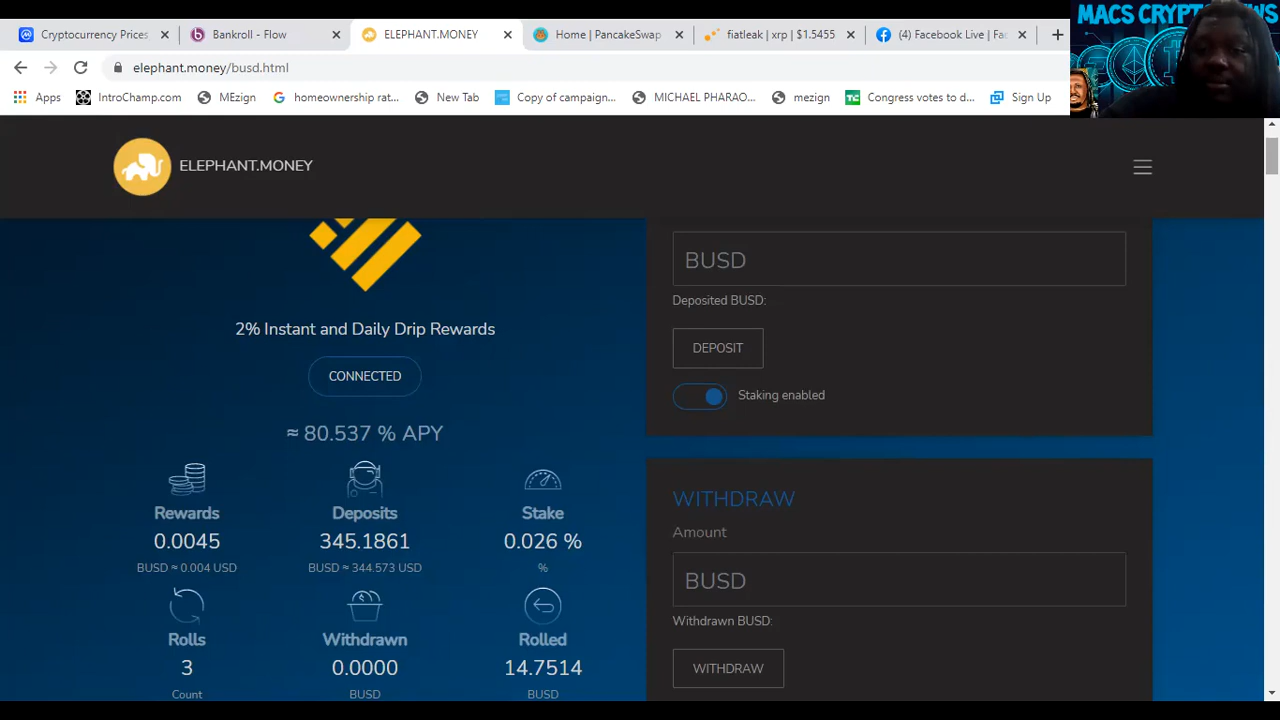 Cryptocurrency Prices
Bankroll - Flow
ELEPHANT.MONEY
Home | PancakeSwap
fiatleak | xrp | $1.5455
(4) Facebook Live | Fac
elephant.money/busd.html
Apps
IntroChamp.com
MEzign
homeownership rat...
New Tab
Copy of campaign...
MICHAEL PHARAO...
mezign
Congress votes to d...
Sign Up
MACS CRYPT
ELEPHANT.MONEY
BUSD
Deposited BUSD:
2% Instant and Daily Drip Rewards
DEPOSIT
CONNECTED
Staking enabled
≈ 80.537 % APY
Rewards
0.0045
BUSD ≈ 0.004 USD
Deposits
345.1861
BUSD ≈ 344.573 USD
Stake
0.026 %
%
Rolls
3
Count
Withdrawn
0.0000
BUSD
Rolled
14.7514
BUSD
WITHDRAW
Amount
BUSD
Withdrawn BUSD:
WITHDRAW